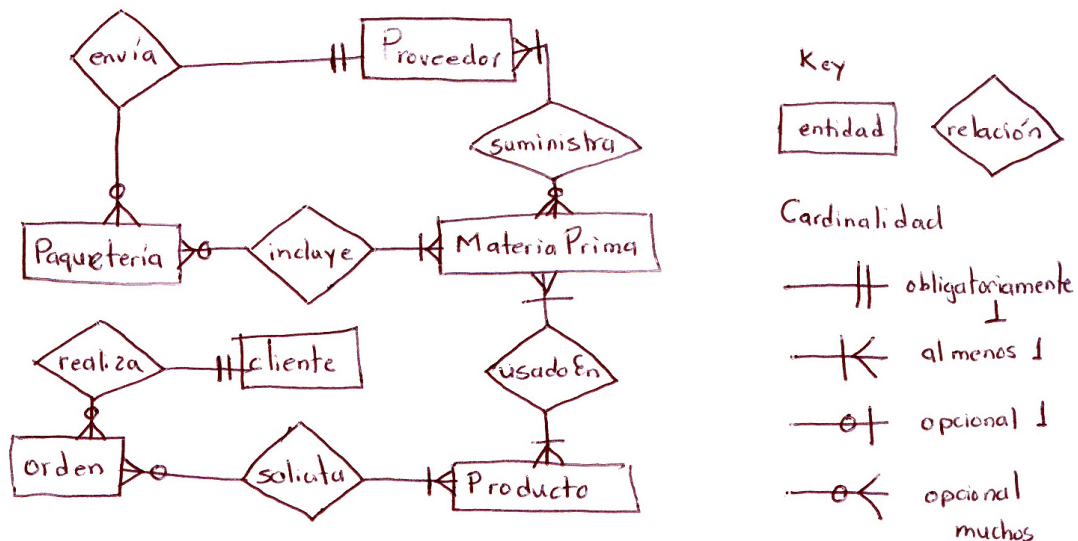 envía
Proveedor
suministra
Paquetería
incluye
Materia Prima
realiza
cliente
usadoEn
orden
solicita
Producto
Key
entidad
relación
Cardinalidad
obligatoriamente
1
al menos 1
opcional 1
opcional
muchos